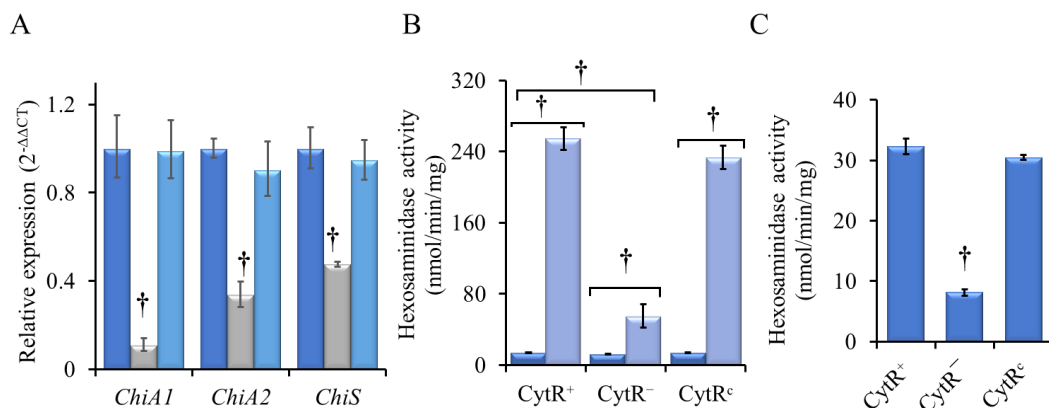 A
Relative expression (2-ΔΔCT)
1.2
0.8
0.4
0
†
†
†
ChiA1 ChiA2 ChiS
B
Hexosaminidase activity
(nmol/min/mg)
320
240
160
80
0
†
†
†
†
CytR+ CytR− CytRc
C
Hexosaminidase activity
(nmol/min/mg)
40
30
20
10
0
†
CytR+
CytR−
CytRc